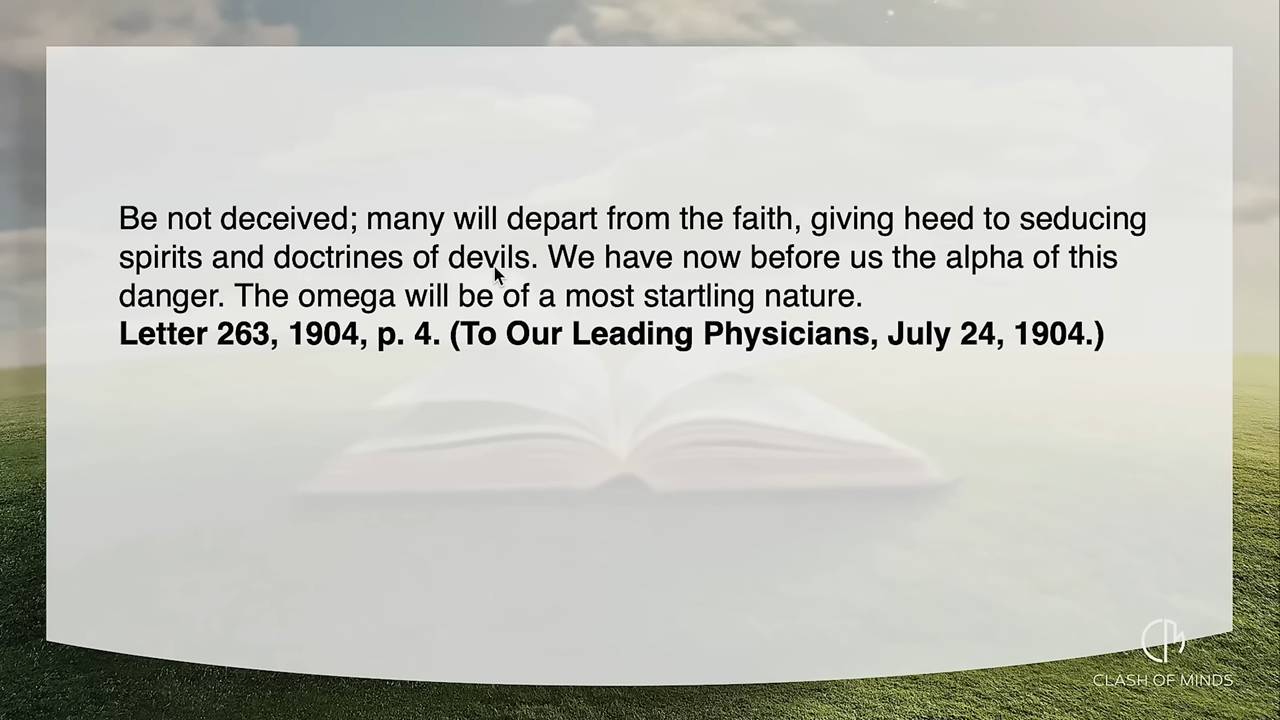 Be not deceived; many will depart from the faith, giving heed to seducing
spirits and doctrines of devils. We have now before us the alpha of this
danger. The omega will be of a most startling nature.
Letter 263, 1904, p. 4. (To Our Leading Physicians, July 24, 1904.)
CLASH OF MINDS